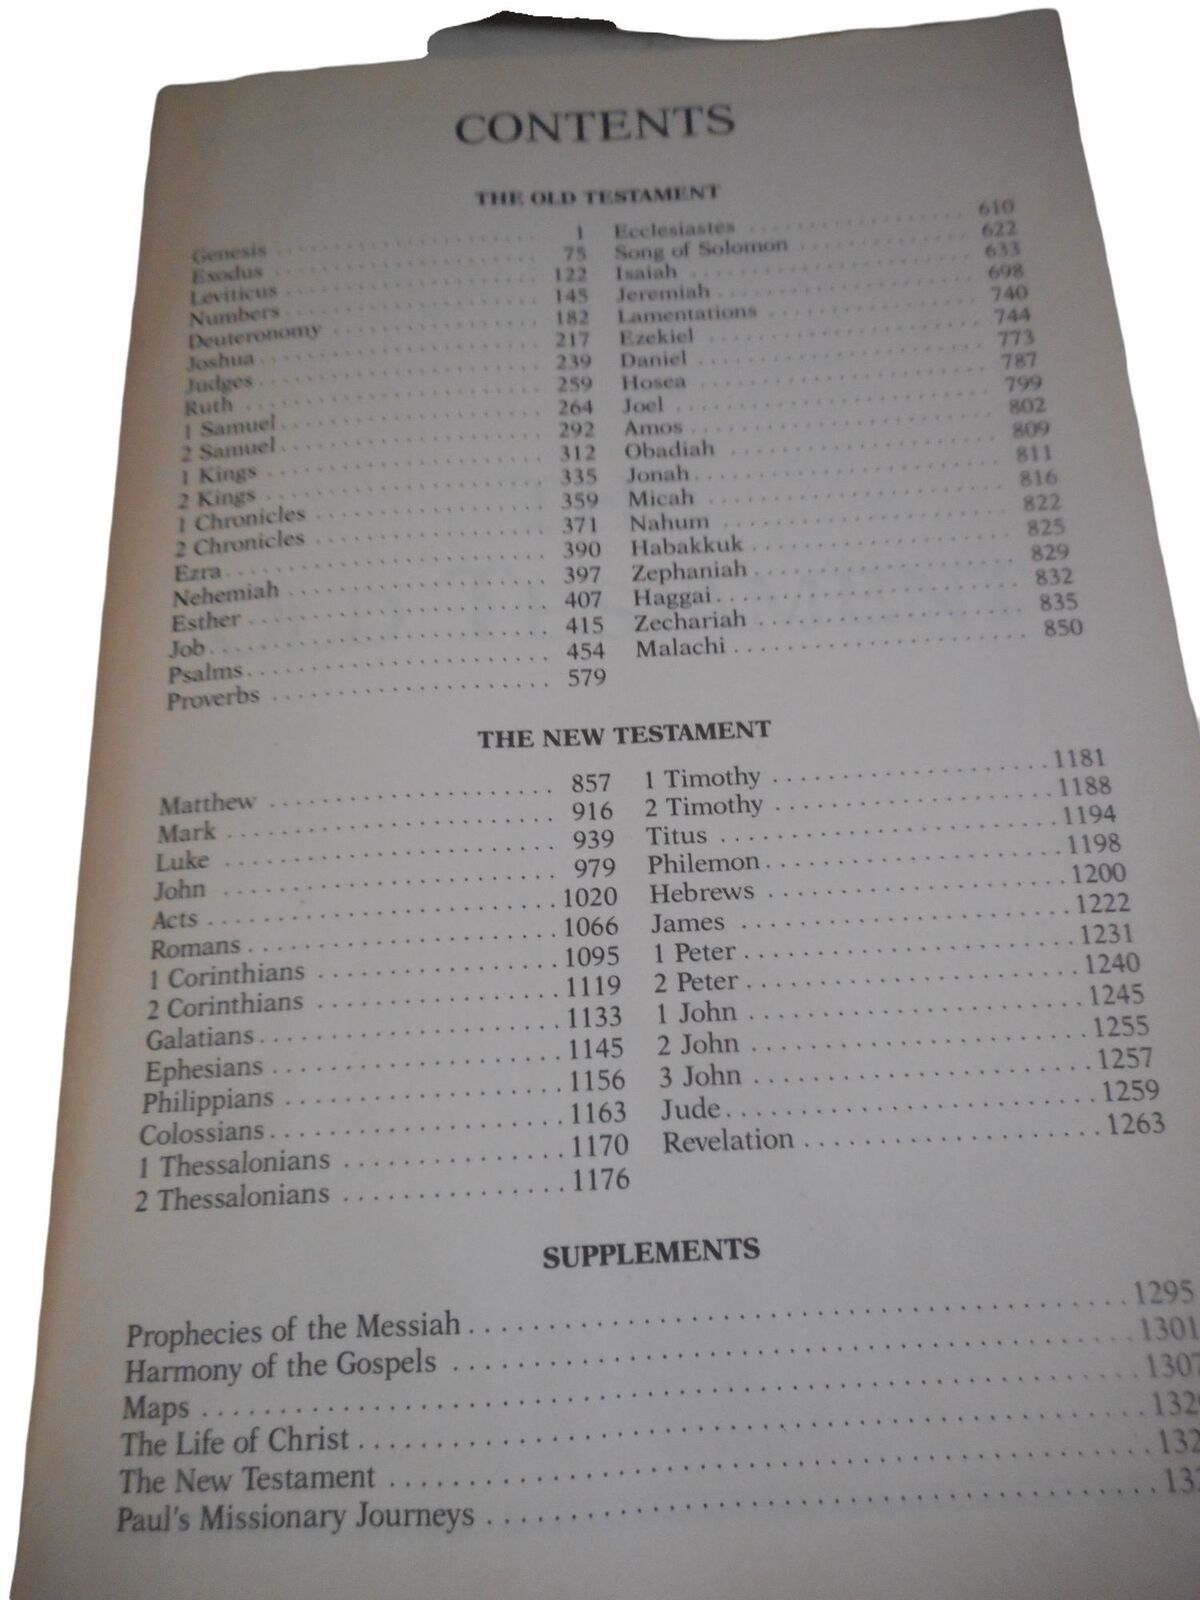 CONTENTS
THE OLD TESTAMENT
Genesis 1
Exodus 75
Leviticus 122
Numbers 145
Deuteronomy 182
Joshua 217
Judges 239
Ruth 259
1 Samuel 264
2 Samuel 292
1 Kings 312
2 Kings 335
1 Chronicles 359
2 Chronicles 371
Ezra 390
Nehemiah 397
Esther 407
Job 415
Psalms 454
Proverbs 579
Ecclesiastes 610
Song of Solomon 622
Isaiah 633
Jeremiah 698
Lamentations 740
Ezekiel 744
Daniel 773
Hosea 787
Joel 799
Amos 802
Obadiah 809
Jonah 811
Micah 816
Nahum 822
Habakkuk 825
Zephaniah 829
Haggai 832
Zechariah 835
Malachi 850
THE NEW TESTAMENT
Matthew 857
Mark 916
Luke 939
John 979
Acts 1020
Romans 1066
1 Corinthians 1095
2 Corinthians 1119
Galatians 1133
Ephesians 1145
Philippians 1156
Colossians 1163
1 Thessalonians 1170
2 Thessalonians 1176
1 Timothy 1181
2 Timothy 1188
Titus 1194
Philemon 1198
Hebrews 1200
James 1222
1 Peter 1231
2 Peter 1240
1 John 1245
2 John 1255
3 John 1257
Jude 1259
Revelation 1263
SUPPLEMENTS
Prophecies of the Messiah 1295
Harmony of the Gospels 1301
Maps 1307
The Life of Christ
The New Testament
Paul's Missionary Journeys